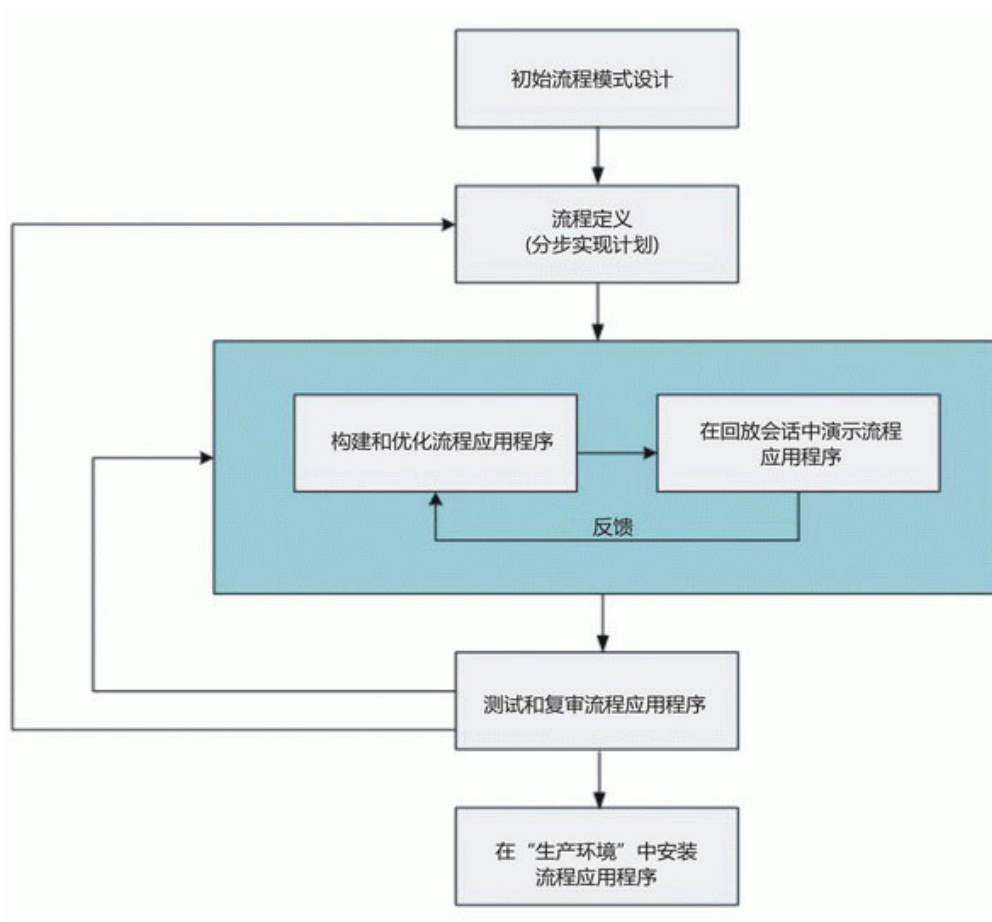 初始流程模式设计
流程定义
(分步实现计划)
构建和优化流程应用程序
在回放会话中演示流程
应用程序
反馈
测试和复审流程应用程序
在“生产环境”中安装
流程应用程序